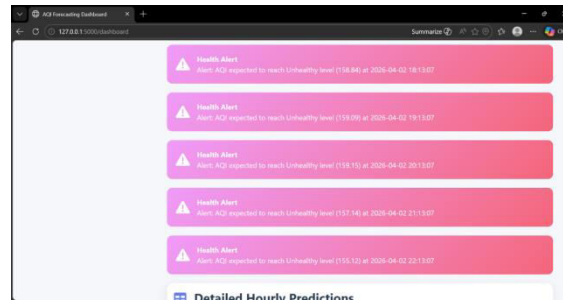 AQI Forecasting Dashboard
127.0.0.1:5000/dashboard
Summarize
Health Alert
Alert: AQI expected to reach Unhealthy level (158.84) at 2026-04-02 18:13:07
Health Alert
Alert: AQI expected to reach Unhealthy level (159.09) at 2026-04-02 19:13:07
Health Alert
Alert: AQI expected to reach Unhealthy level (159.15) at 2026-04-02 20:13:07
Health Alert
Alert: AQI expected to reach Unhealthy level (157.14) at 2026-04-02 21:13:07
Health Alert
Alert: AQI expected to reach Unhealthy level (155.12) at 2026-04-02 22:13:07
Detailed Hourly Predictions